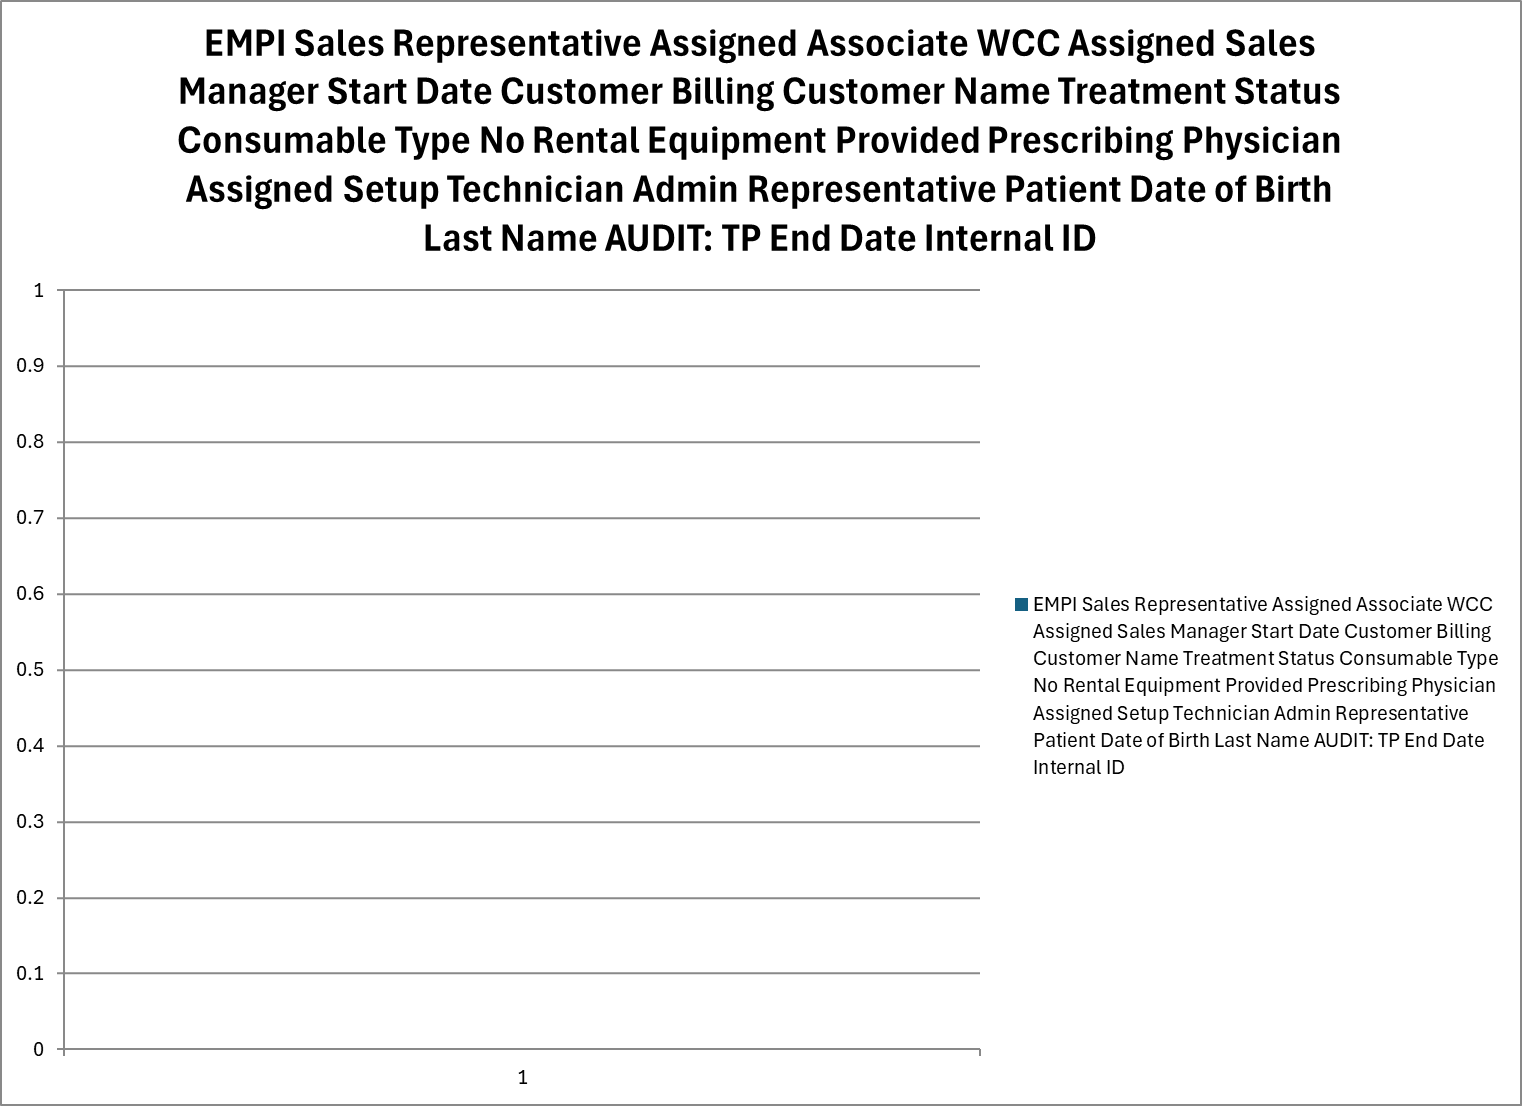 EMPI Sales Representative Assigned Associate WCC Assigned Sales
Manager Start Date Customer Billing Customer Name Treatment Status
Consumable Type No Rental Equipment Provided Prescribing Physician
Assigned Setup Technician Admin Representative Patient Date of Birth
Last Name AUDIT: TP End Date Internal ID
1
0.9
0.8
0.7
0.6
0.5
0.4
0.3
0.2
0.1
0
1
EMPI Sales Representative Assigned Associate WCC
Assigned Sales Manager Start Date Customer Billing
Customer Name Treatment Status Consumable Type
No Rental Equipment Provided Prescribing Physician
Assigned Setup Technician Admin Representative
Patient Date of Birth Last Name AUDIT: TP End Date
Internal ID